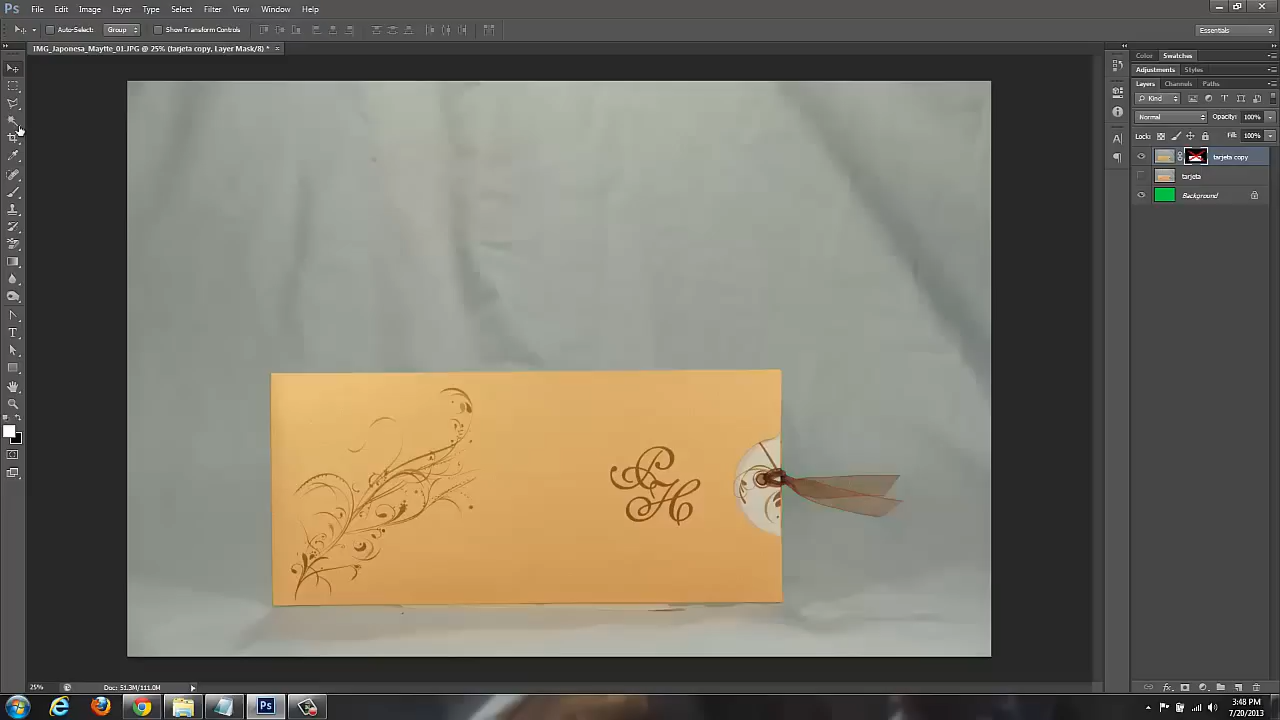 Ps File Edit Image Layer Type Select Filter View Window Help
Auto-Select: Group Show Transform Controls Essentials
IMG_Japonesa_Maytte_01.JPG @ 25% (tarjeta copy, Layer Mask/8) * ×
Color Swatches
Adjustments Styles
Layers Channels Paths
Kind
Normal Opacity: 100%
Lock: Fill: 100%
tarjeta copy
tarjeta
Background
25% Doc: 51.3M/111.0M
Ps 3:48 PM
7/20/2013